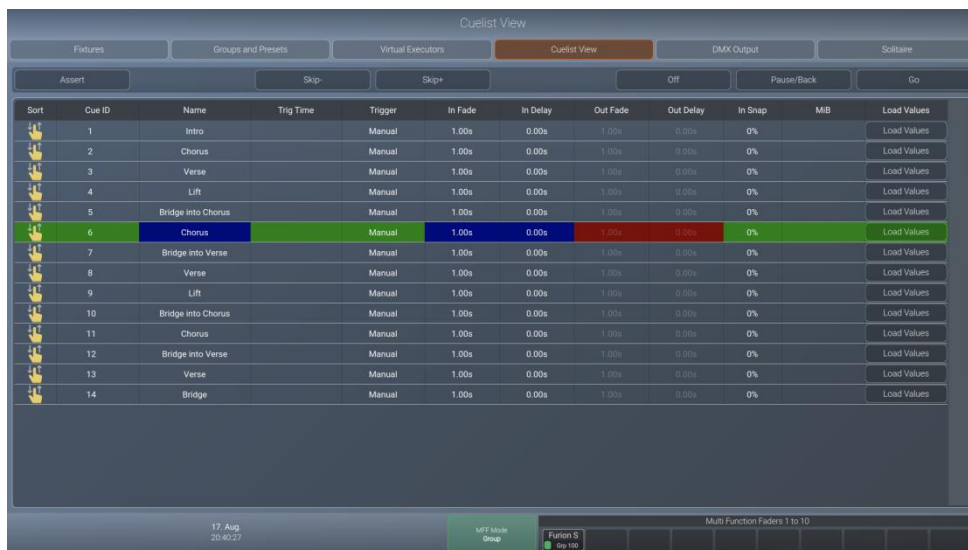 Cuelist View
Fixtures Groups and Presets Virtual Executors Cuelist View DMX Output Solitaire
Assert Skip- Skip+ Off Pause/Back Go
Sort Cue ID Name Trig Time Trigger In Fade In Delay Out Fade Out Delay In Snap MiB Load Values
1 Intro Manual 1.00s 0.00s 1.00s 0.00s 0% Load Values
2 Chorus Manual 1.00s 0.00s 1.00s 0.00s 0% Load Values
3 Verse Manual 1.00s 0.00s 1.00s 0.00s 0% Load Values
4 Lift Manual 1.00s 0.00s 1.00s 0.00s 0% Load Values
5 Bridge into Chorus Manual 1.00s 0.00s 1.00s 0.00s 0% Load Values
6 Chorus Manual 1.00s 0.00s 1.00s 0.00s 0% Load Values
7 Bridge into Verse Manual 1.00s 0.00s 1.00s 0.00s 0% Load Values
8 Verse Manual 1.00s 0.00s 1.00s 0.00s 0% Load Values
9 Lift Manual 1.00s 0.00s 1.00s 0.00s 0% Load Values
10 Bridge into Chorus Manual 1.00s 0.00s 1.00s 0.00s 0% Load Values
11 Chorus Manual 1.00s 0.00s 1.00s 0.00s 0% Load Values
12 Bridge into Verse Manual 1.00s 0.00s 1.00s 0.00s 0% Load Values
13 Verse Manual 1.00s 0.00s 1.00s 0.00s 0% Load Values
14 Bridge Manual 1.00s 0.00s 1.00s 0.00s 0% Load Values
Multi Function Faders 1 to 10
17. Aug. MFF Mode Furion S
20:40:27 Group Grp 100